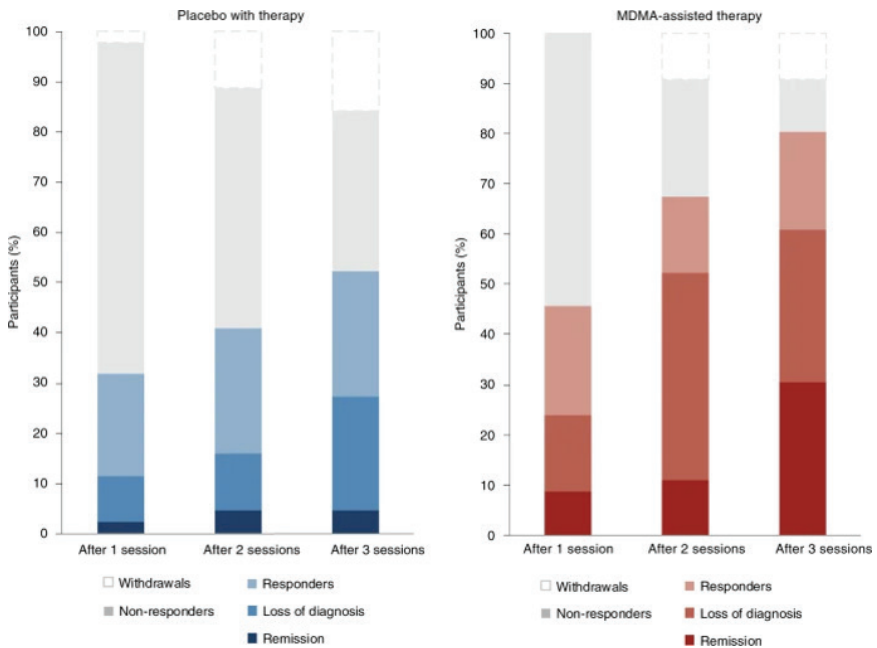 Placebo with therapy
100
90
80
70
60
50
40
30
20
10
0
Participants (%)
After 1 session After 2 sessions After 3 sessions
Withdrawals Responders
Non-responders Loss of diagnosis
Remission
MDMA-assisted therapy
100
90
80
70
60
50
40
30
20
10
0
Participants (%)
After 1 session After 2 sessions After 3 sessions
Withdrawals Responders
Non-responders Loss of diagnosis
Remission